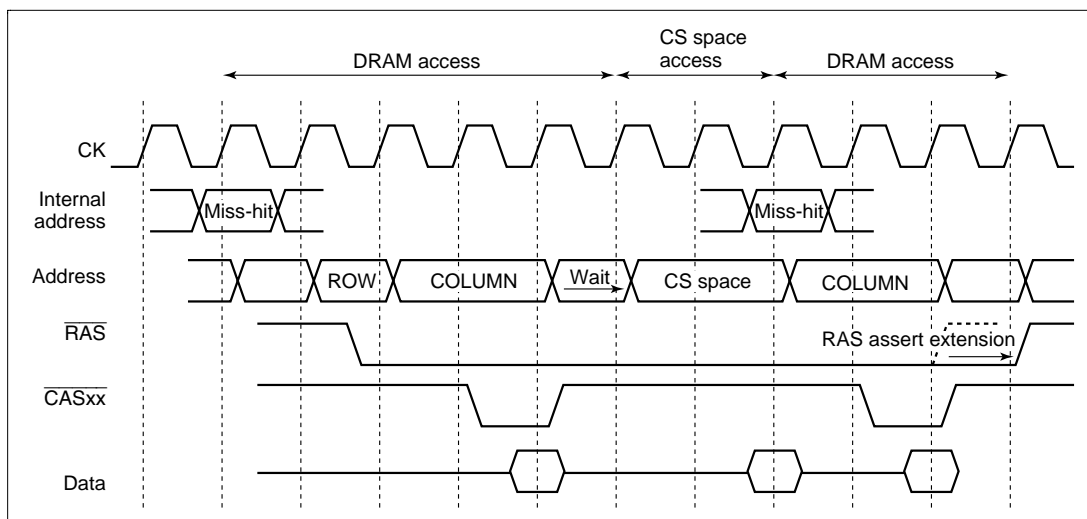 CS space
access
DRAM access
DRAM access
CK
Internal
address
Miss-hit
Miss-hit
Address
ROW
COLUMN
Wait
CS space
COLUMN
RAS
RAS assert extension
CASxx
Data